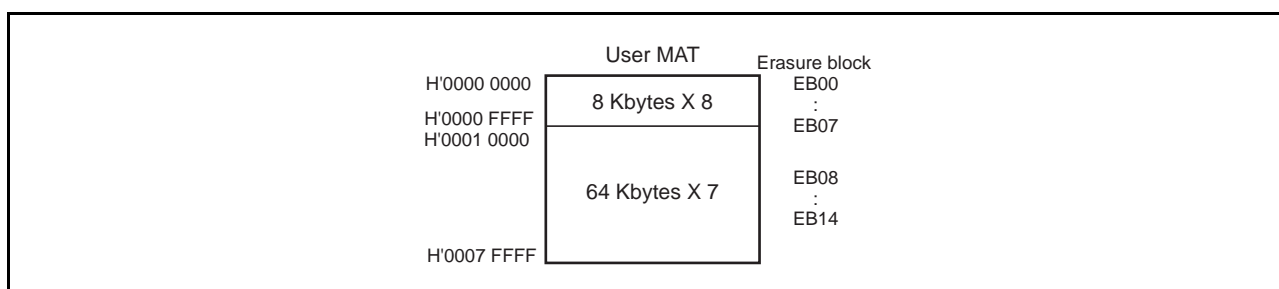 User MAT
Erasure block
H'0000 0000
8 Kbytes X 8
EB00
:
EB07
H'0000 FFFF
H'0001 0000
64 Kbytes X 7
EB08
:
EB14
H'0007 FFFF